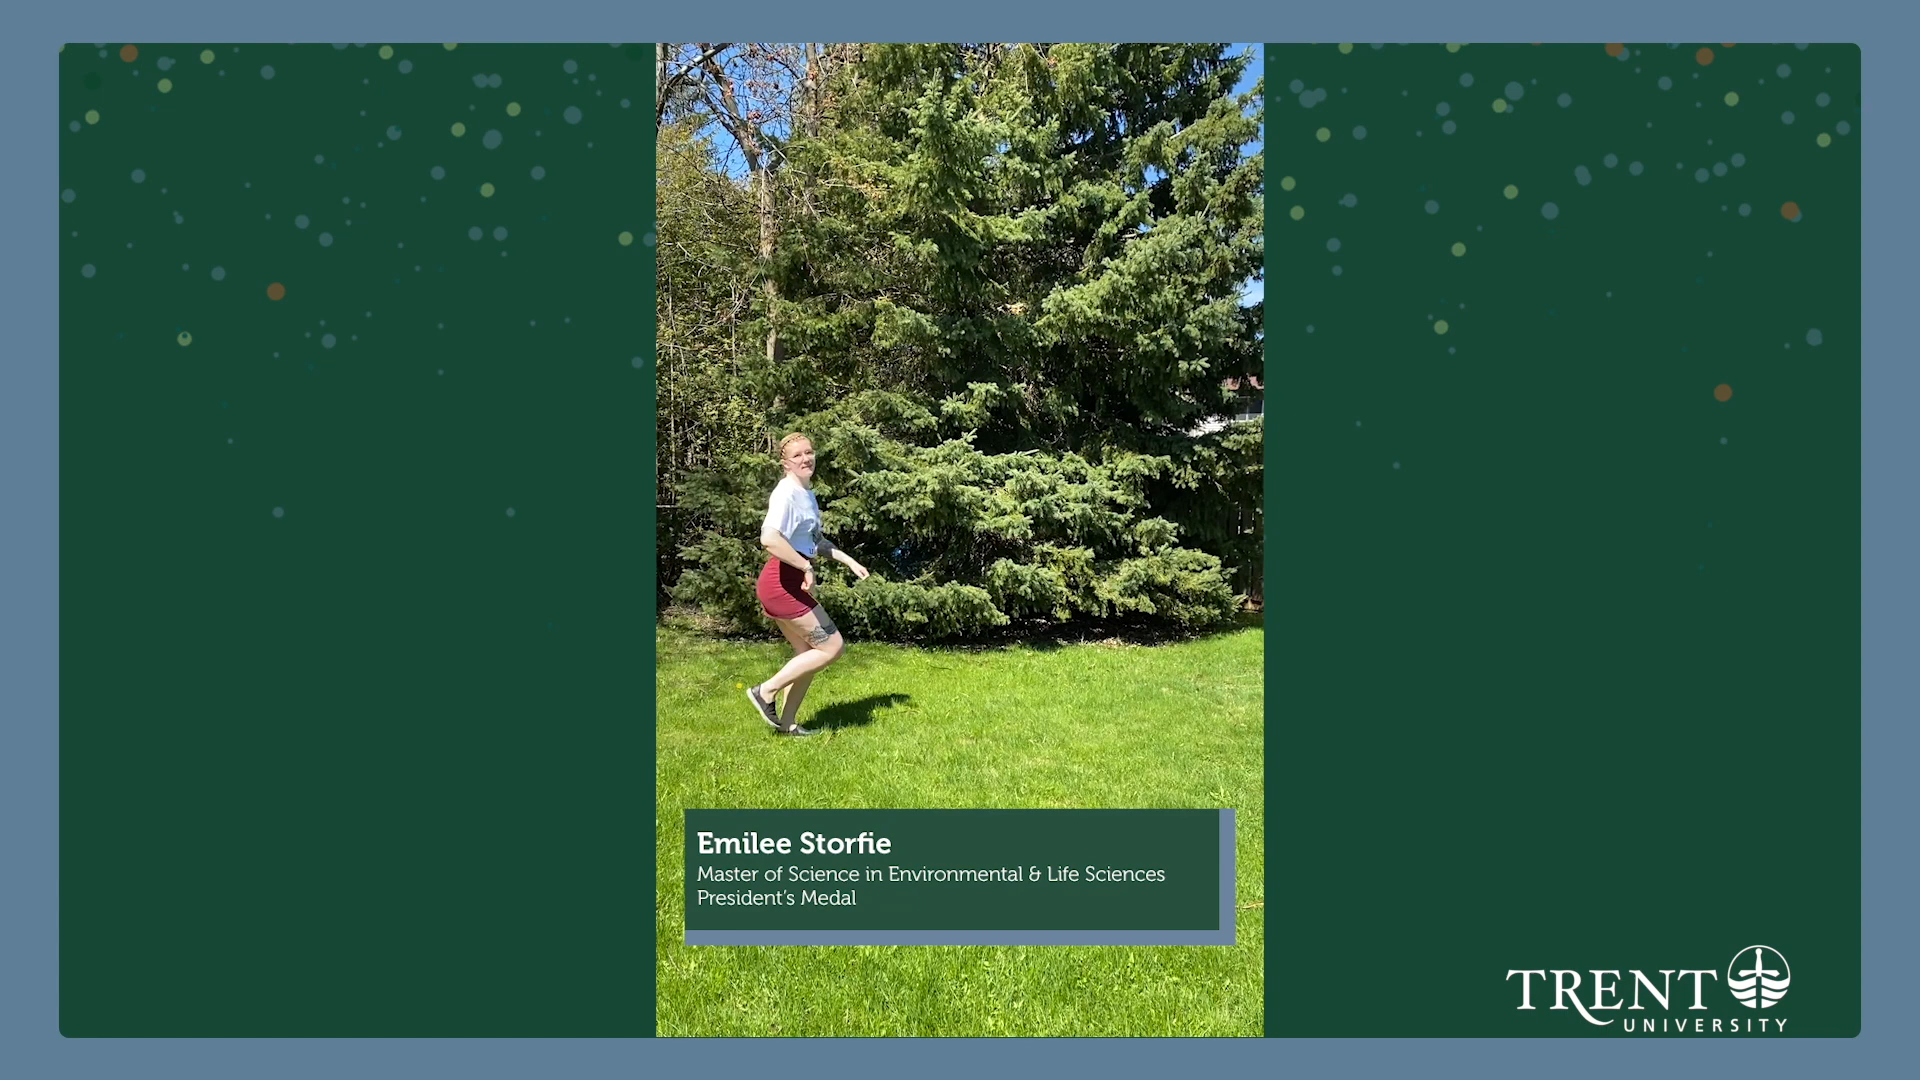 Emilee Storfie
Master of Science in Environmental & Life Sciences
President's Medal
TRENT
UNIVERSITY